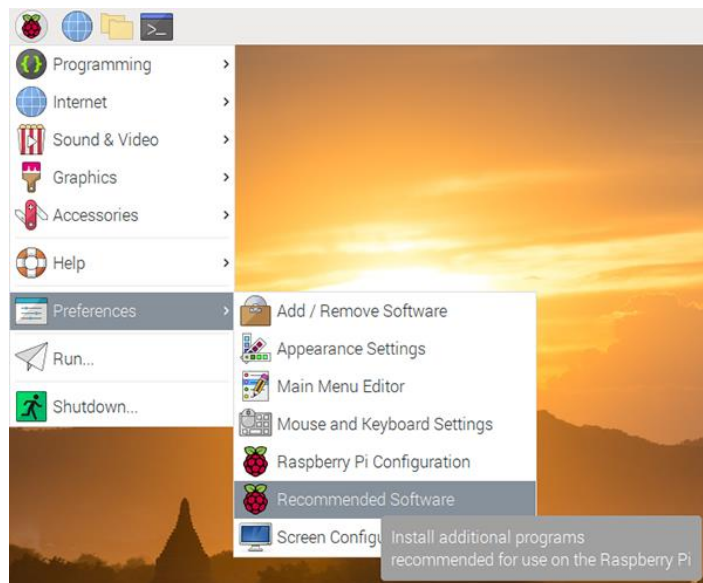 >_
Programming
Internet
Sound & Video
Graphics
Accessories
Help
Preferences
Run...
Shutdown...
Add / Remove Software
Appearance Settings
Main Menu Editor
Mouse and Keyboard Settings
Raspberry Pi Configuration
Recommended Software
Screen
Install additional programs
recommended for use on the Raspberry Pi